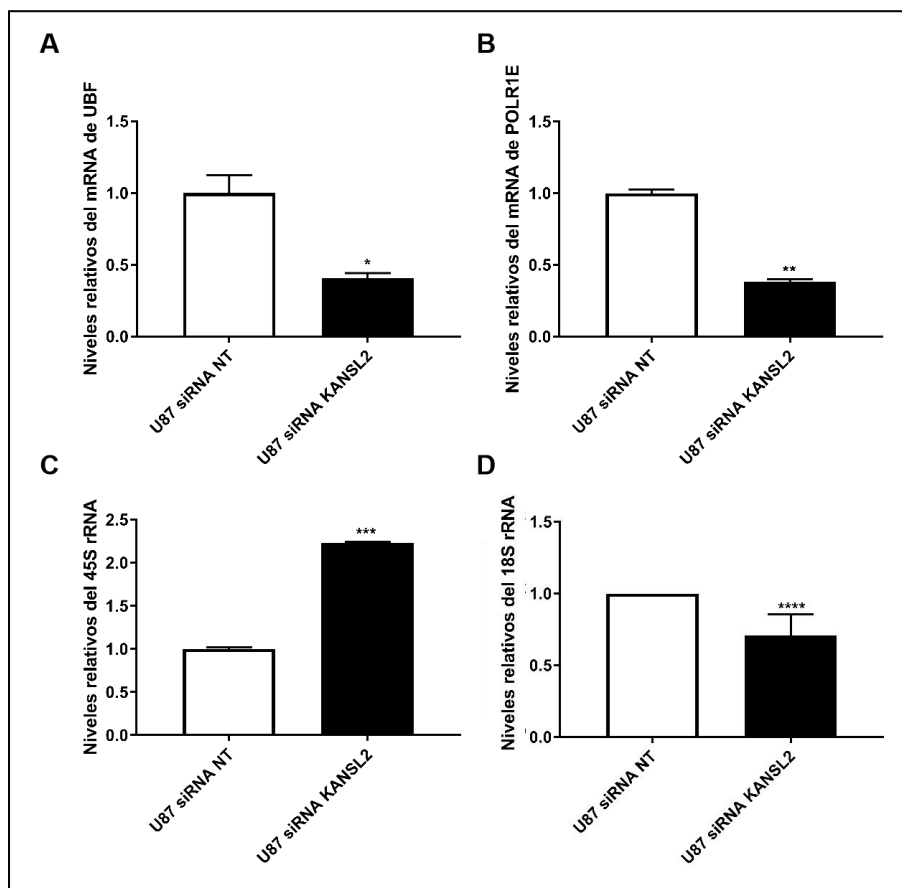 A
Niveles relativos del mRNA de UBF
1.5
1.0
0.5
0.0
*
U87 siRNA NT
U87 siRNA KANSL2
B
Niveles relativos del mRNA de POLR1E
1.5
1.0
0.5
0.0
**
U87 siRNA NT
U87 siRNA KANSL2
C
Niveles relativos del 45S rRNA
2.5
2.0
1.5
1.0
0.5
0.0
***
U87 siRNA NT
U87 siRNA KANSL2
D
Niveles relativos del 18S rRNA
1.5
1.0
0.5
0.0
****
U87 siRNA NT
U87 siRNA KANSL2